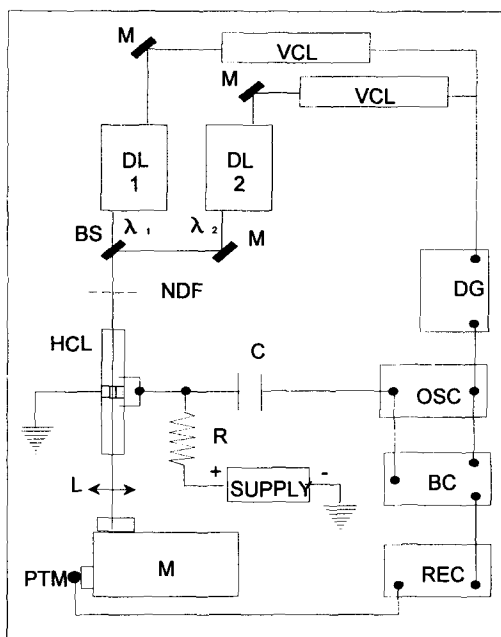 M
VCL
M
VCL
DL
1
DL
2
BS
λ 1
λ 2
M
NDF
DG
HCL
C
OSC
R
+
-
SUPPLY
BC
L
PTM
M
REC